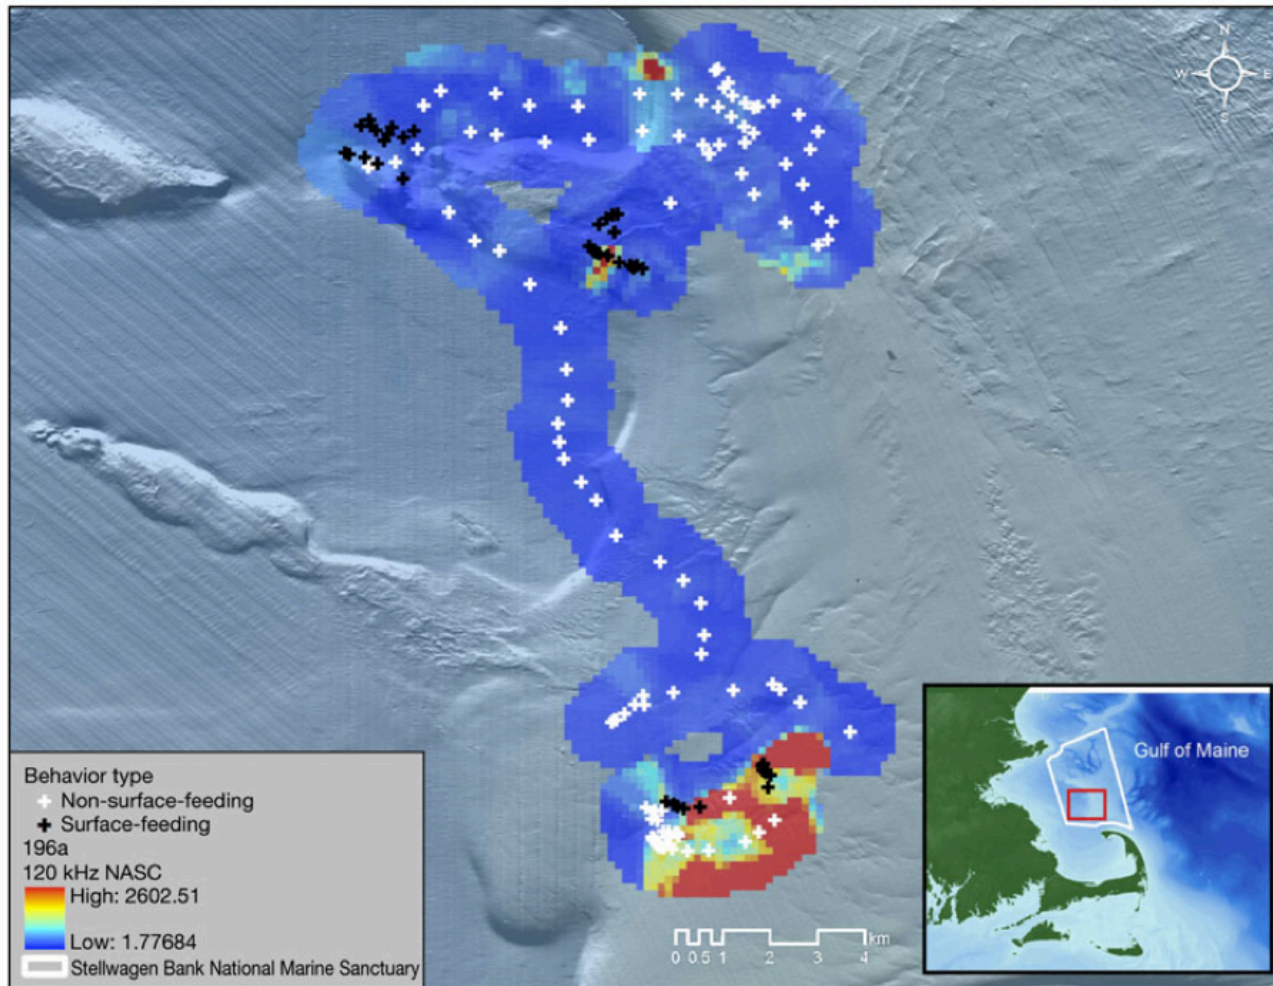 N
W E
S
Gulf of Maine
Behavior type
Non-surface-feeding
Surface-feeding
196a
120 kHz NASC
High: 2602.51
Low: 1.77684
Stellwagen Bank National Marine Sanctuary
km
0 0.5 1 2 3 4